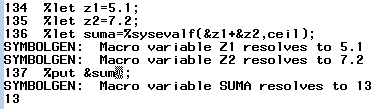 134  %let z1=5.1;
135  %let z2=7.2;
136  %let suma=%sysevalf(&z1+&z2,ceil);
SYMBOLGEN:  Macro variable Z1 resolves to 5.1
SYMBOLGEN:  Macro variable Z2 resolves to 7.2
137  %put &suma;
SYMBOLGEN:  Macro variable SUMA resolves to 13
13